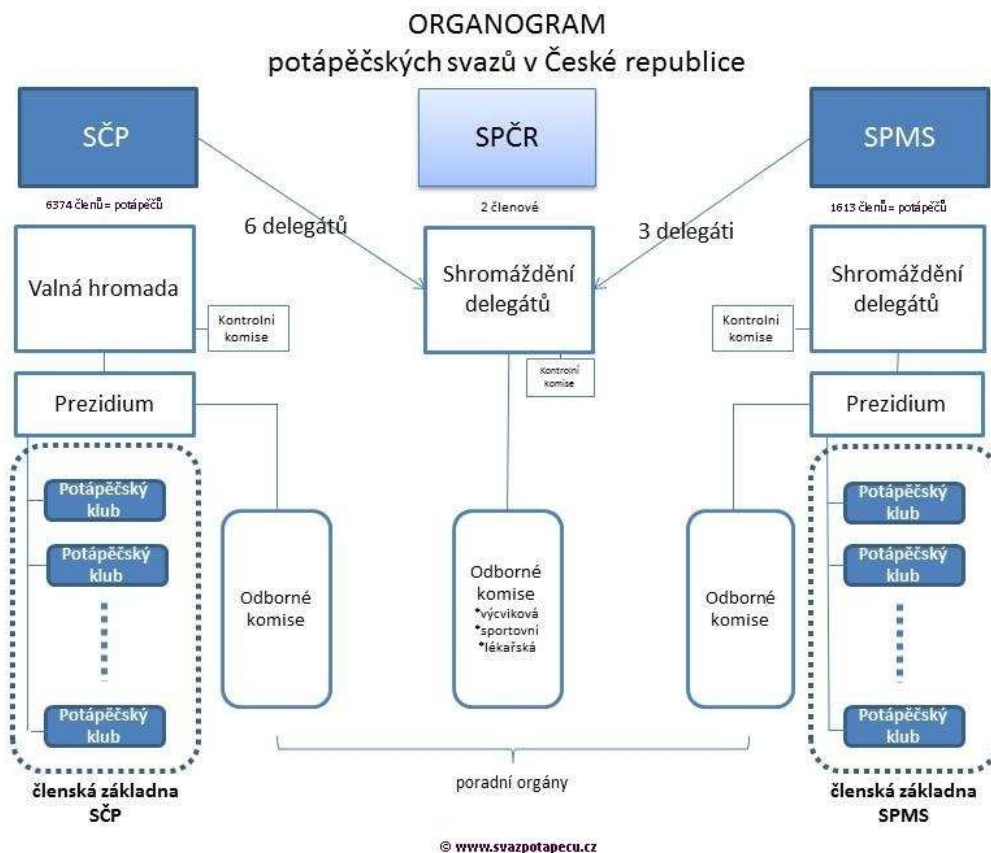 ORGANOGRAM
potápěčských svazů v České republice
SČP
SPČR
SPMS
6374 členů= potápěčů
2 členové
1613 členů= potápěčů
6 delegátů
3 delegáti
Valná hromada
Shromáždění
delegátů
Shromáždění
delegátů
Kontrolní
komise
Kontrolní
komise
Kontrolní
komise
Prezidium
Prezidium
Potápěčský
klub
Potápěčský
klub
Potápěčský
klub
Odborné
komise
Odborné
komise
*výcviková
*sportovní
*lékařská
Odborné
komise
Potápěčský
klub
Potápěčský
klub
Potápěčský
klub
poradní orgány
členská základna
SČP
členská základna
SPMS
© www.svazpotapecu.cz